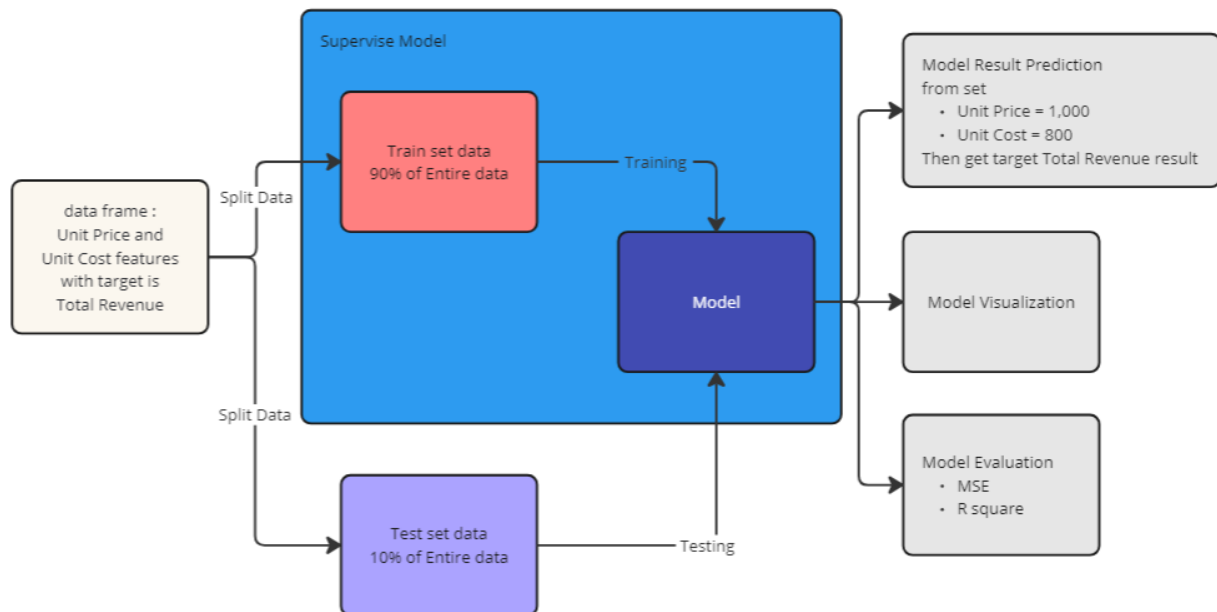 Supervise Model
Train set data
90% of Entire data
Training
Split Data
data frame :
Unit Price and
Unit Cost features
with target is
Total Revenue
Model
Split Data
Test set data
10% of Entire data
Testing
Model Result Prediction
from set
• Unit Price = 1,000
• Unit Cost = 800
Then get target Total Revenue result
Model Visualization
Model Evaluation
• MSE
• R square